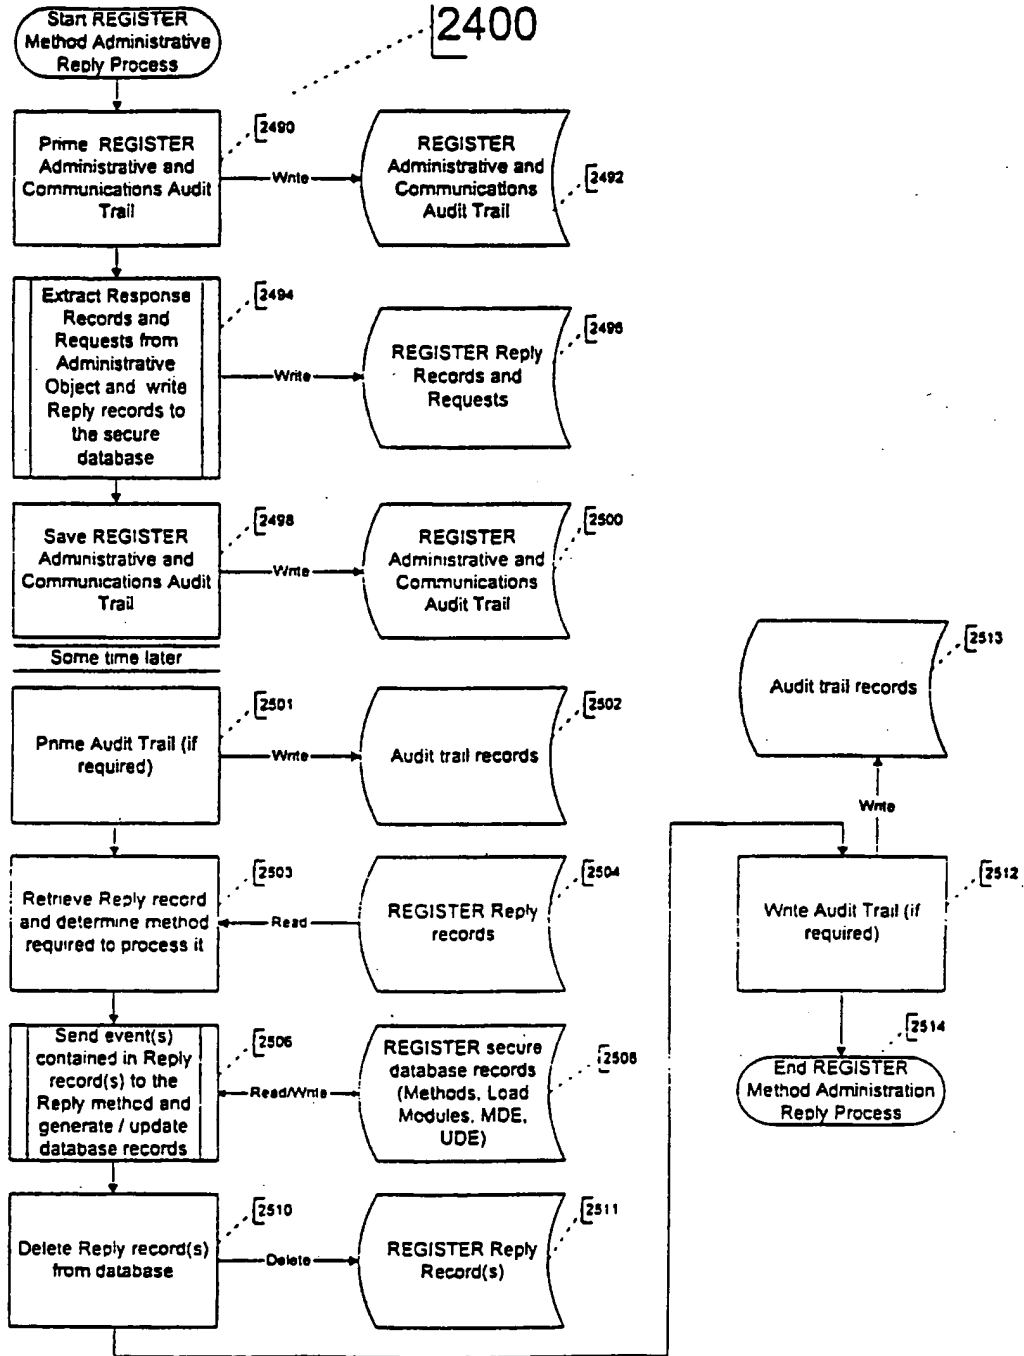 Start REGISTER
Method Administrative
Reply Process
2400
Prime REGISTER
Administrative and
Communications Audit
Trail
2490
Write
REGISTER
Administrative and
Communications
Audit Trail
2492
Extract Response
Records and
Requests from
Administrative
Object and write
Reply records to
the secure
database
2494
Write
REGISTER Reply
Records and
Requests
2496
Save REGISTER
Administrative and
Communications Audit
Trail
2498
Write
REGISTER
Administrative and
Communications
Audit Trail
2500
Some time later
Prime Audit Trail (if
required)
2501
Write
Audit trail records
2502
Retrieve Reply record
and determine method
required to process it
2503
Read
REGISTER Reply
records
2504
Send event(s)
contained in Reply
record(s) to the
Reply method and
generate / update
database records
2506
Read/Write
REGISTER secure
database records
(Methods, Load
Modules, MDE,
UDE)
2508
Delete Reply record(s)
from database
2510
Delete
REGISTER Reply
Record(s)
2511
Audit trail records
2513
Write
Write Audit Trail (if
required)
2512
2514
End REGISTER
Method Administration
Reply Process